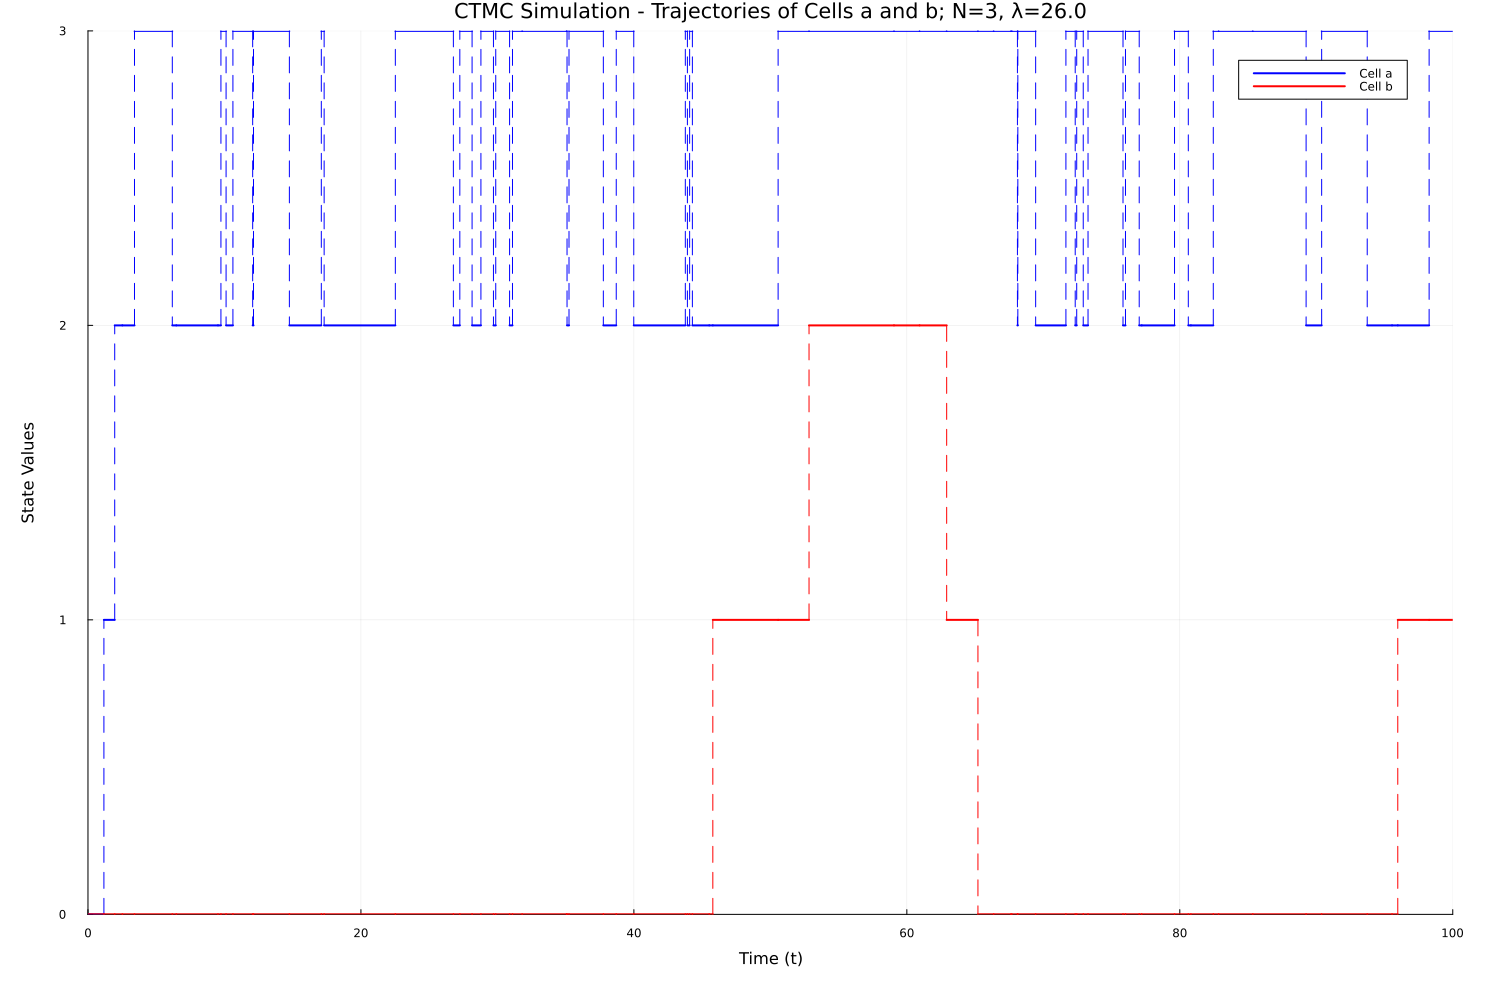 CTMC Simulation - Trajectories of Cells a and b; N=3, λ=26.0
3
Cell a
Cell b
2
State Values
1
0
0 20 40 60 80 100
Time (t)